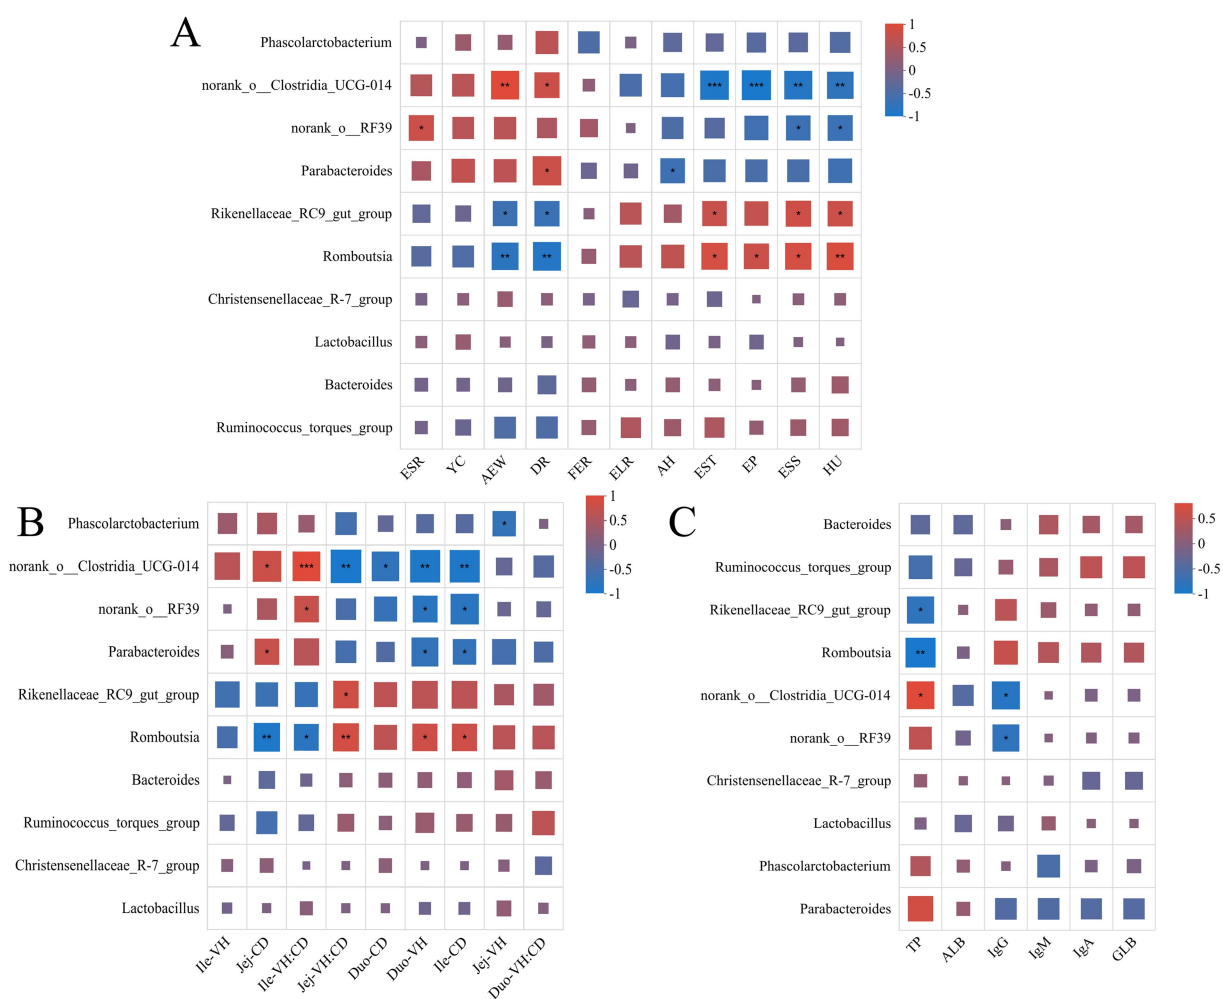 A
Phascolarctobacterium
norank_o__Clostridia_UCG-014
** * *** *** ** **
norank_o__RF39
* * *
Parabacteroides
* *
Rikenellaceae_RC9_gut_group
* * * * *
Romboutsia
** ** * * * **
Christensenellaceae_R-7_group
Lactobacillus
Bacteroides
Ruminococcus_torques_group
ESR YC AEW DR FER ELR AH EST EP ESS HU
1
0.5
0
-0.5
-1
B
Phascolarctobacterium
*
norank_o__Clostridia_UCG-014
* *** ** * ** **
norank_o__RF39
* * *
Parabacteroides
* * *
Rikenellaceae_RC9_gut_group
*
Romboutsia
** * ** * *
Bacteroides
Ruminococcus_torques_group
Christensenellaceae_R-7_group
Lactobacillus
Ile-VH Jej-CD Ile-VH:CD Jej-VH:CD Duo-CD Duo-VH Ile-CD Jej-VH Duo-VH:CD
1
0.5
0
-0.5
-1
C
Bacteroides
Ruminococcus_torques_group
Rikenellaceae_RC9_gut_group
*
Romboutsia
**
norank_o__Clostridia_UCG-014
* *
norank_o__RF39
*
Christensenellaceae_R-7_group
Lactobacillus
Phascolarctobacterium
Parabacteroides
TP ALB IgG IgM IgA GLB
0.5
0
-0.5
-1